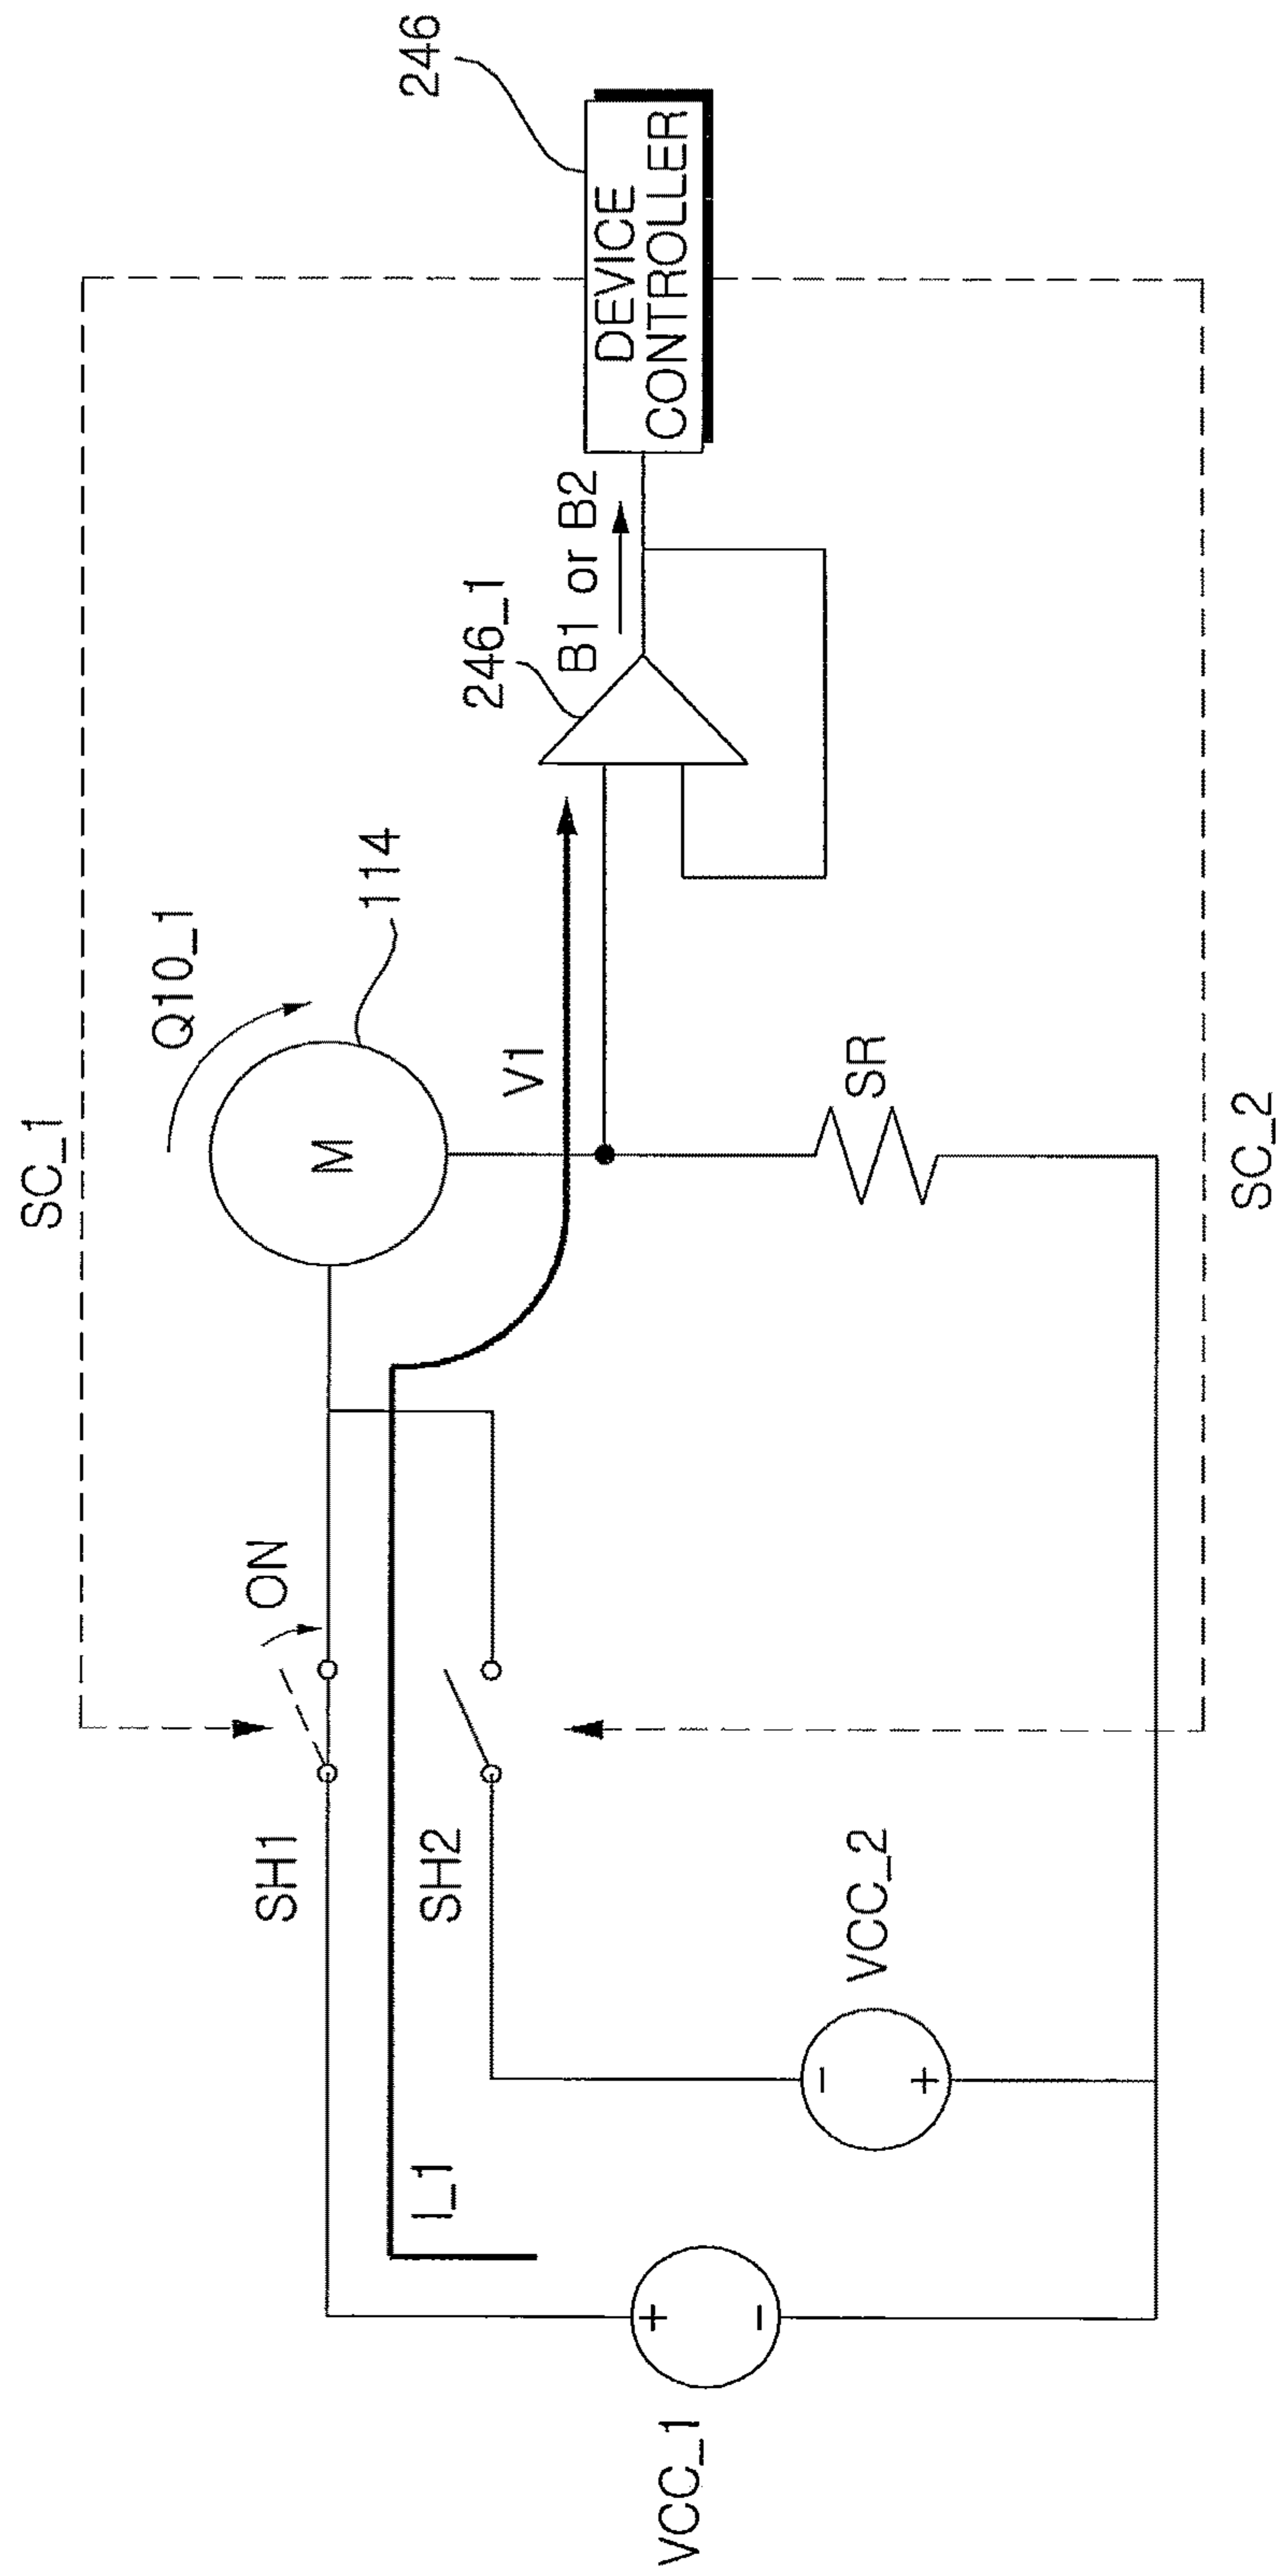 SC_1
Q10_1
114
M
ON
SH1
SH2
I_1
V1
246_1
B1 or B2
246
DEVICE
CONTROLLER
SR
VCC_1
+
-
VCC_2
-
+
SC_2